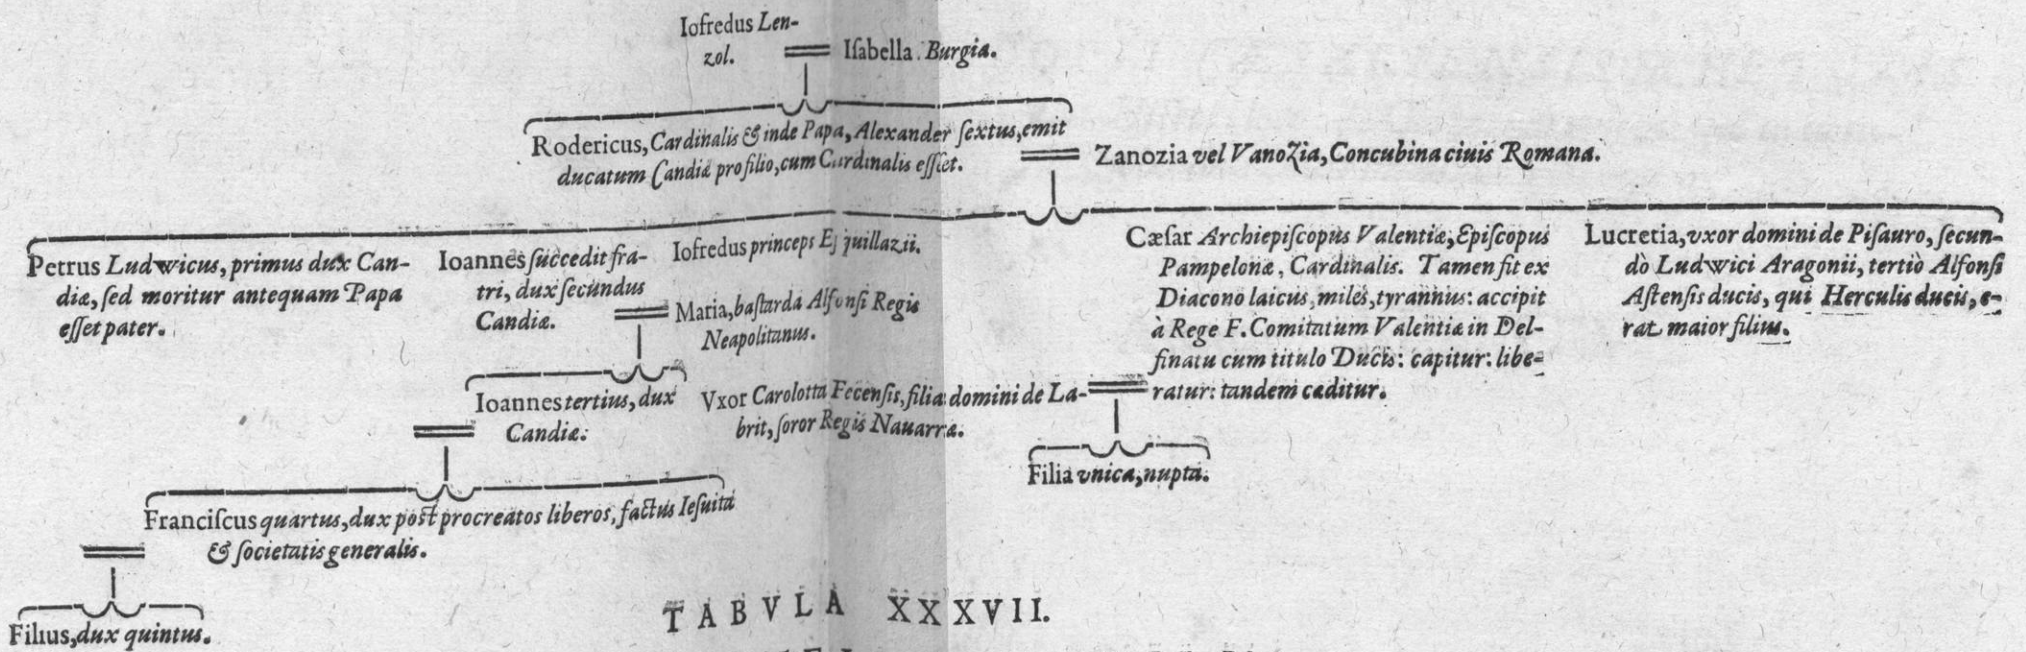 Iofredus Len-
zol.
Iſabella Burgia.
Rodericus, Cardinalis & inde Papa, Alexander ſextus, emit
ducatum Candiæ pro filio, cum Cardinalis eſſet.
Zanozia vel Vanozia, Concubina ciuis Romana.
Petrus Ludwicus, primus dux Can-
diæ, ſed moritur antequam Papa
eſſet pater.
Ioannes ſuccedit fra-
tri, dux ſecundus
Candiæ.
Iofredus princeps Eſquillazii.
Maria, baſtarda Alfonſi Regis
Neapolitanus.
Cæſar Archiepiſcopus Valentiæ, Epiſcopus
Pampelonæ, Cardinalis. Tamen fit ex
Diacono laicus, miles, tyrannus: accipit
à Rege F. Comitatum Valentiæ in Del-
finatu cum titulo Ducis: capitur: libe-
ratur: tandem cæditur.
Lucretia, vxor domini de Piſauro, ſecun-
dò Ludwici Aragonii, tertiò Alfonſi
Aſtenſis ducis, qui Herculis ducis, e-
rat maior filius.
Ioannes tertius, dux
Candiæ.
Vxor Carolotta Fecenſis, filia domini de La-
brit, ſoror Regis Nauarræ.
Filia vnica, nupta.
Franciſcus quartus, dux poſt procreatos liberos, factus Ieſuita
& ſocietatis generalis.
Filius, dux quintus.
TABVLA XXXVII.